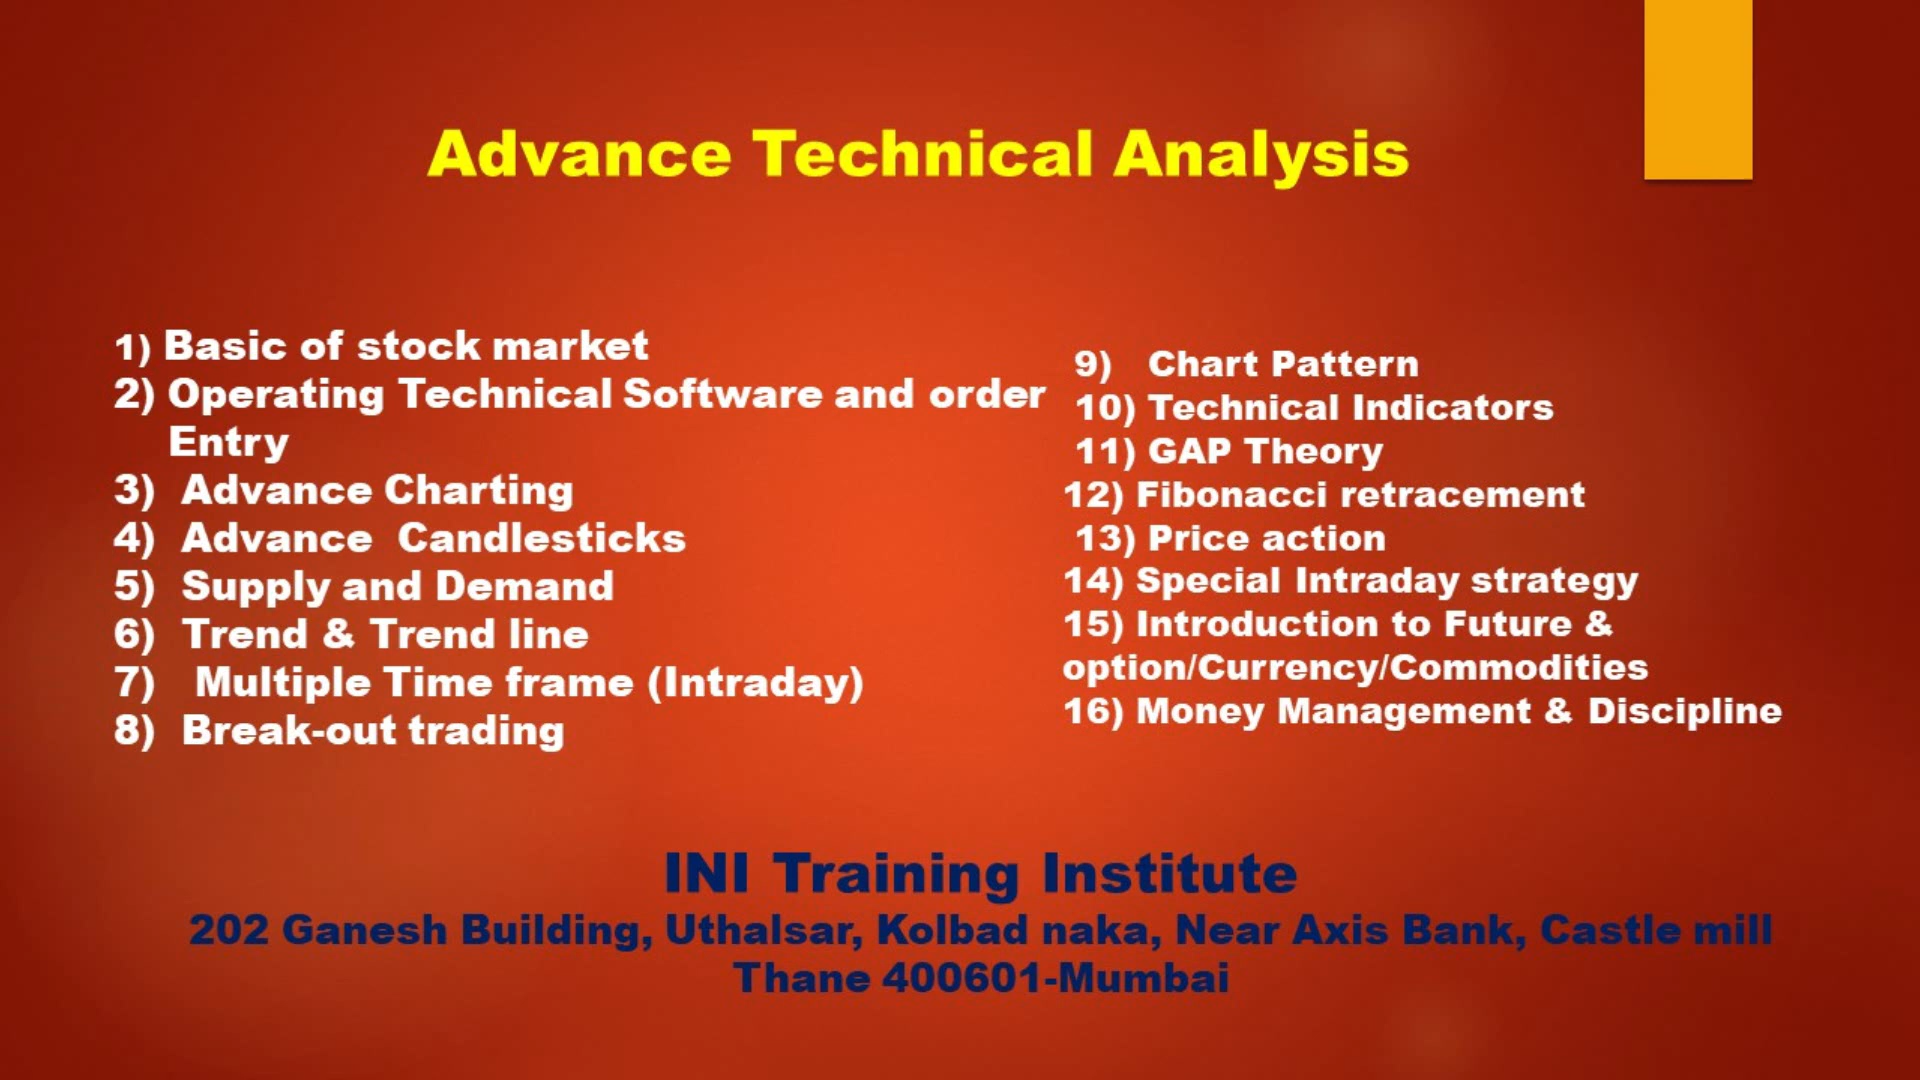 Advance Technical Analysis
1) Basic of stock market
2) Operating Technical Software and order
Entry
3) Advance Charting
4) Advance Candlesticks
5) Supply and Demand
6) Trend & Trend line
7) Multiple Time frame (Intraday)
8) Break-out trading
9) Chart Pattern
10) Technical Indicators
11) GAP Theory
12) Fibonacci retracement
13) Price action
14) Special Intraday strategy
15) Introduction to Future &
option/Currency/Commodities
16) Money Management & Discipline
INI Training Institute
202 Ganesh Building, Uthalsar, Kolbad naka, Near Axis Bank, Castle mill
Thane 400601-Mumbai